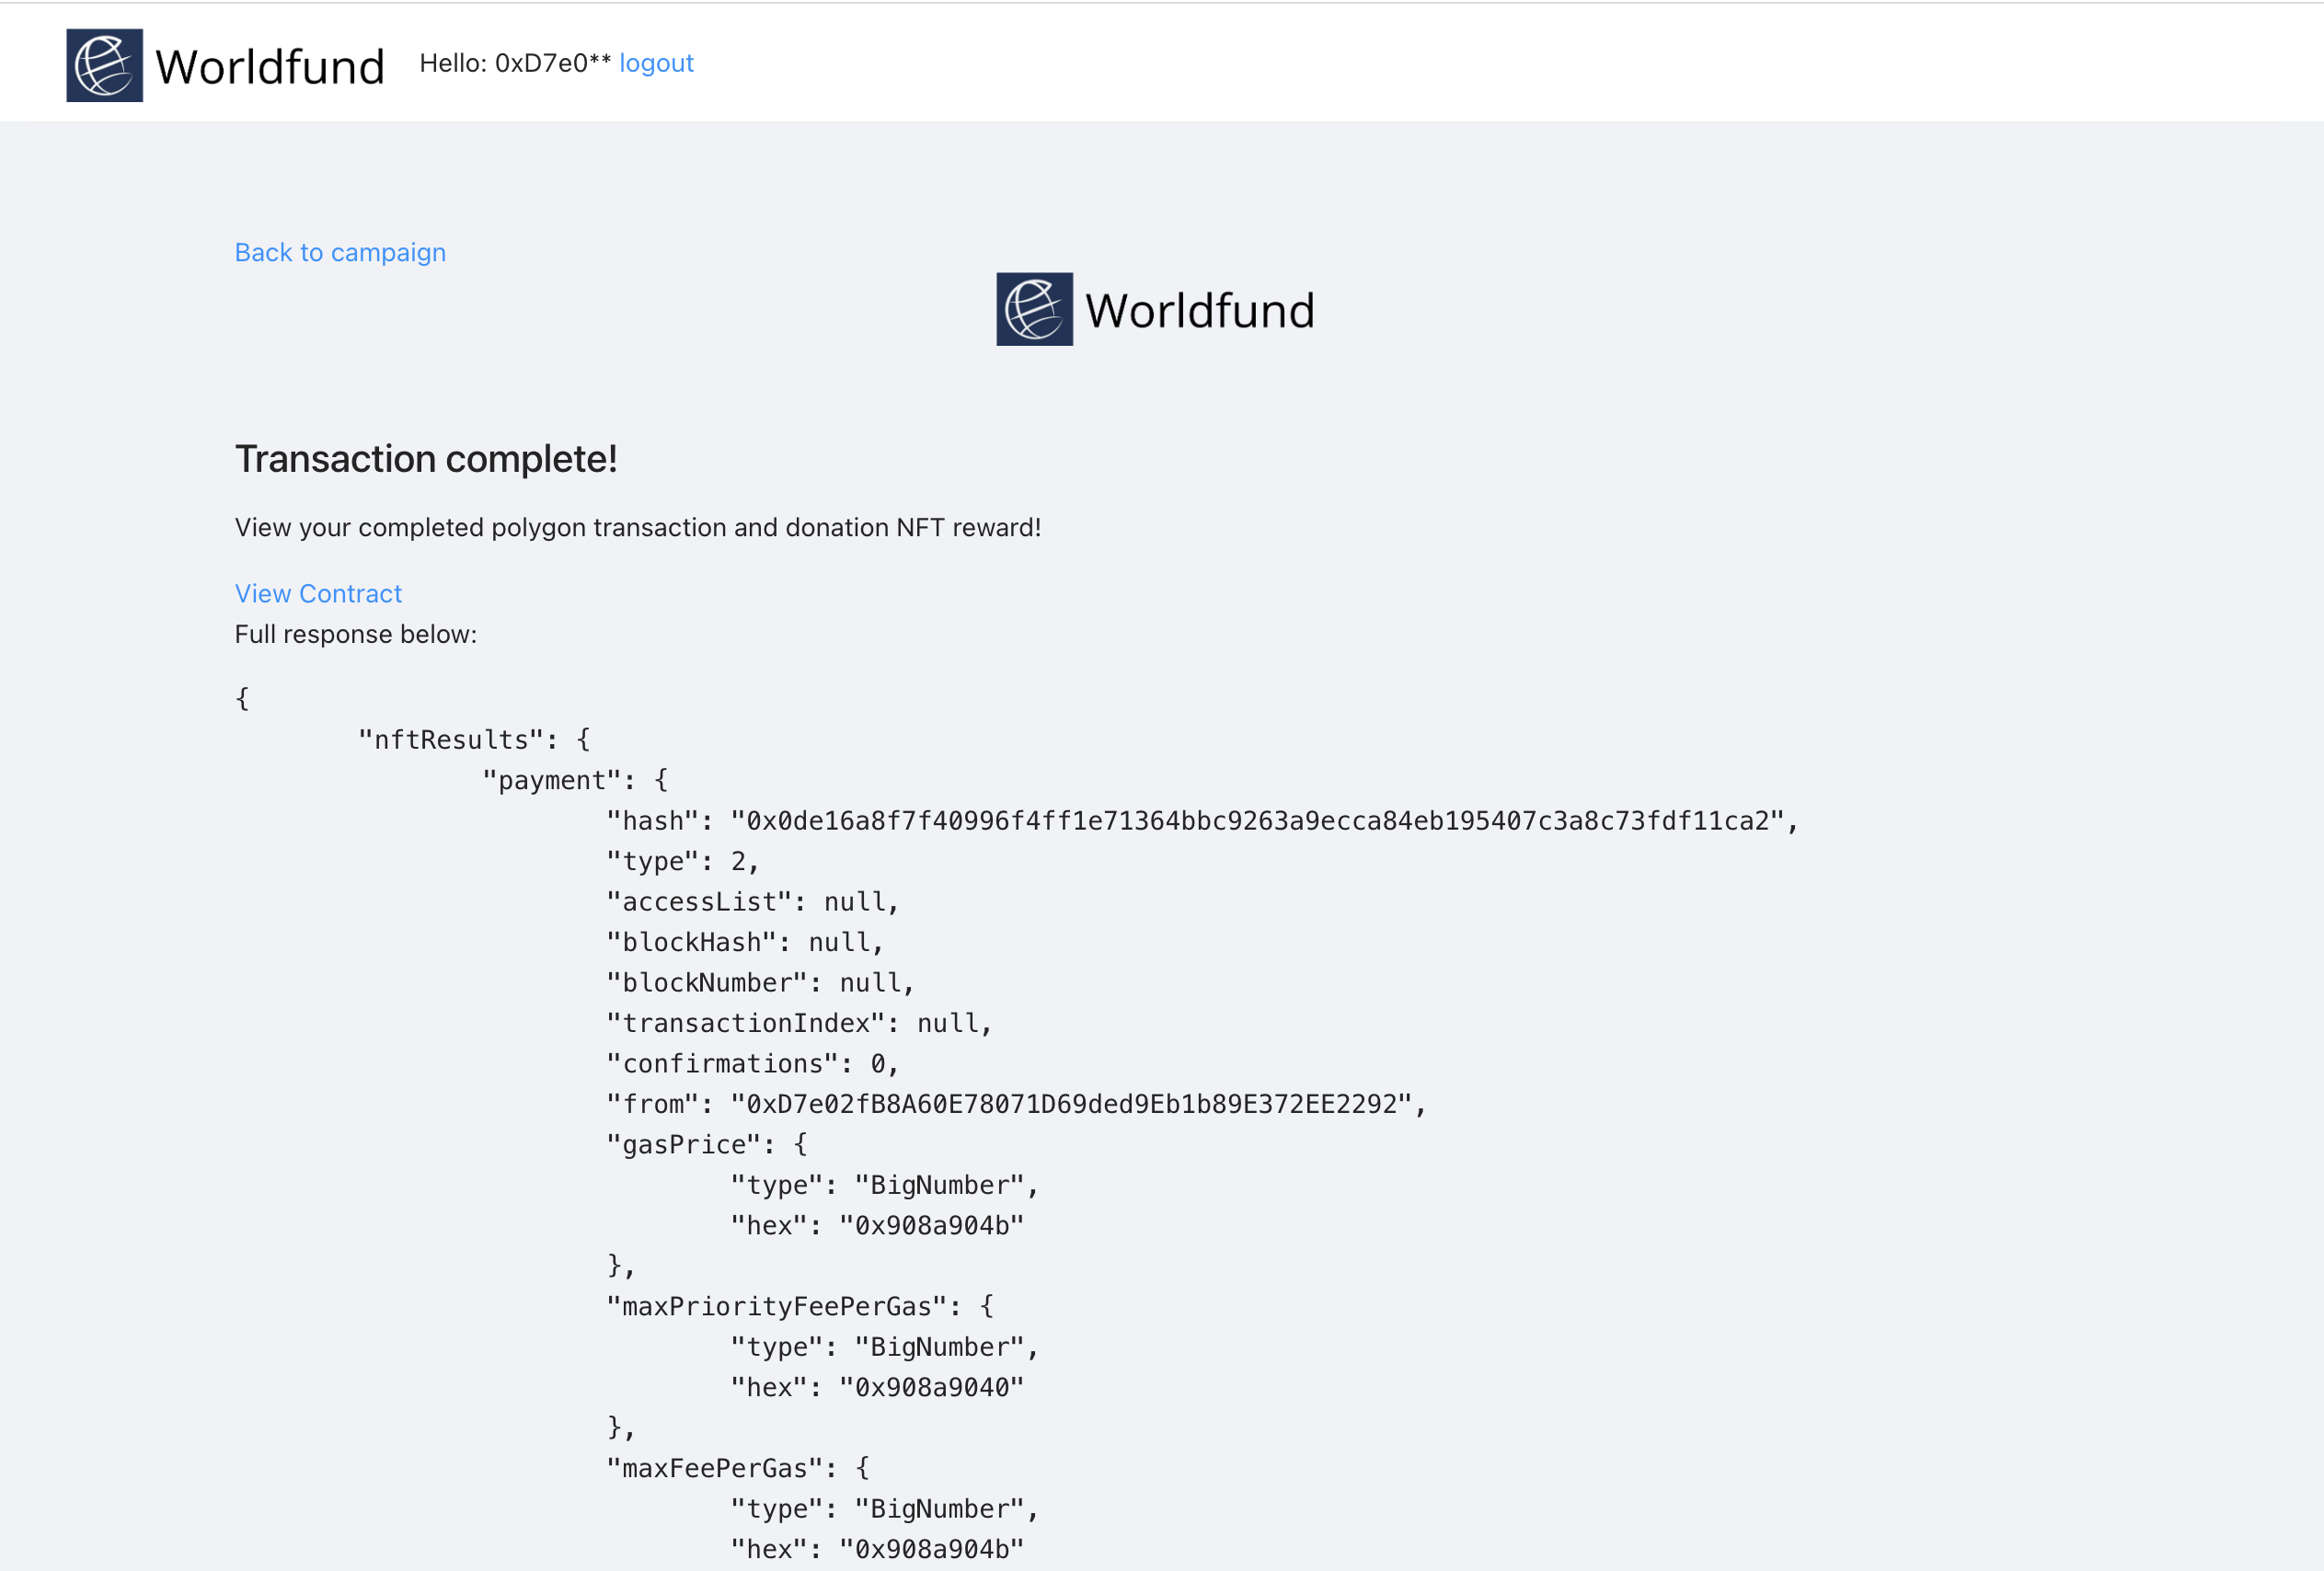 Worldfund Hello: 0xD7e0** logout
Back to campaign
Worldfund
Transaction complete!
View your completed polygon transaction and donation NFT reward!
View Contract
Full response below:
{
"nftResults": {
"payment": {
"hash": "0x0de16a8f7f40996f4ff1e71364bbc9263a9ecca84eb195407c3a8c73fdf11ca2",
"type": 2,
"accessList": null,
"blockHash": null,
"blockNumber": null,
"transactionIndex": null,
"confirmations": 0,
"from": "0xD7e02fB8A60E78071D69ded9Eb1b89E372EE2292",
"gasPrice": {
"type": "BigNumber",
"hex": "0x908a904b"
},
"maxPriorityFeePerGas": {
"type": "BigNumber",
"hex": "0x908a9040"
},
"maxFeePerGas": {
"type": "BigNumber",
"hex": "0x908a904b"